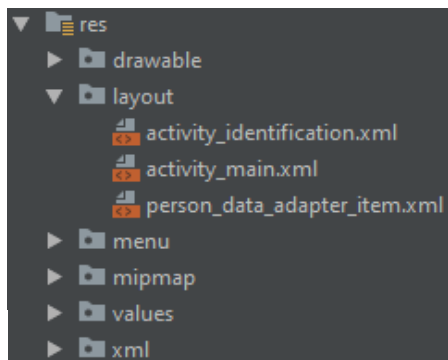 res
drawable
layout
activity_identification.xml
activity_main.xml
person_data_adapter_item.xml
menu
mipmap
values
xml